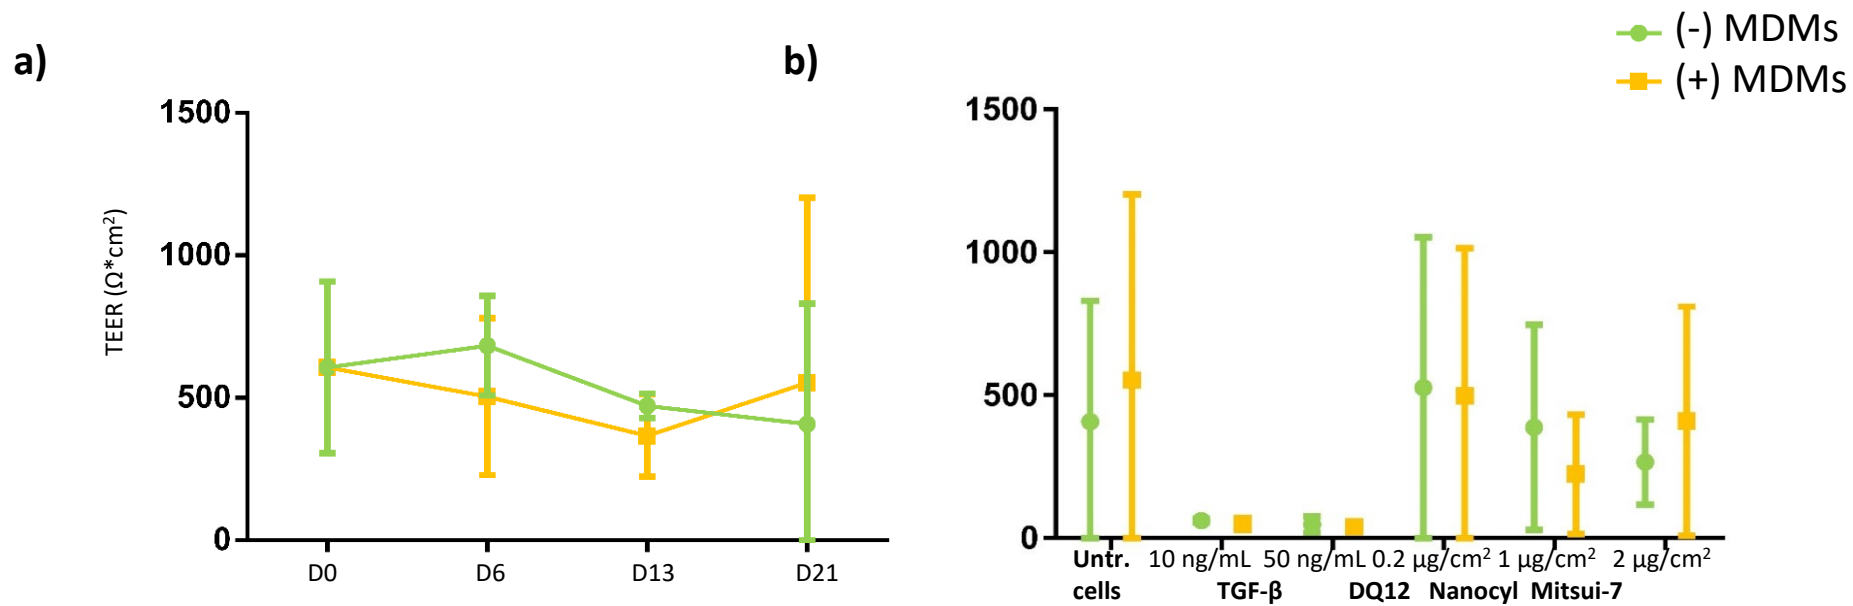 (-) MDMs
(+) MDMs
a)
b)
1500
1000
500
0
TEER (Ω*cm²)
D0 D6 D13 D21
1500
1000
500
0
Untr. 10 ng/mL 50 ng/mL 0.2 µg/cm² 1 µg/cm² 2 µg/cm²
cells TGF-β DQ12 Nanocyl Mitsui-7